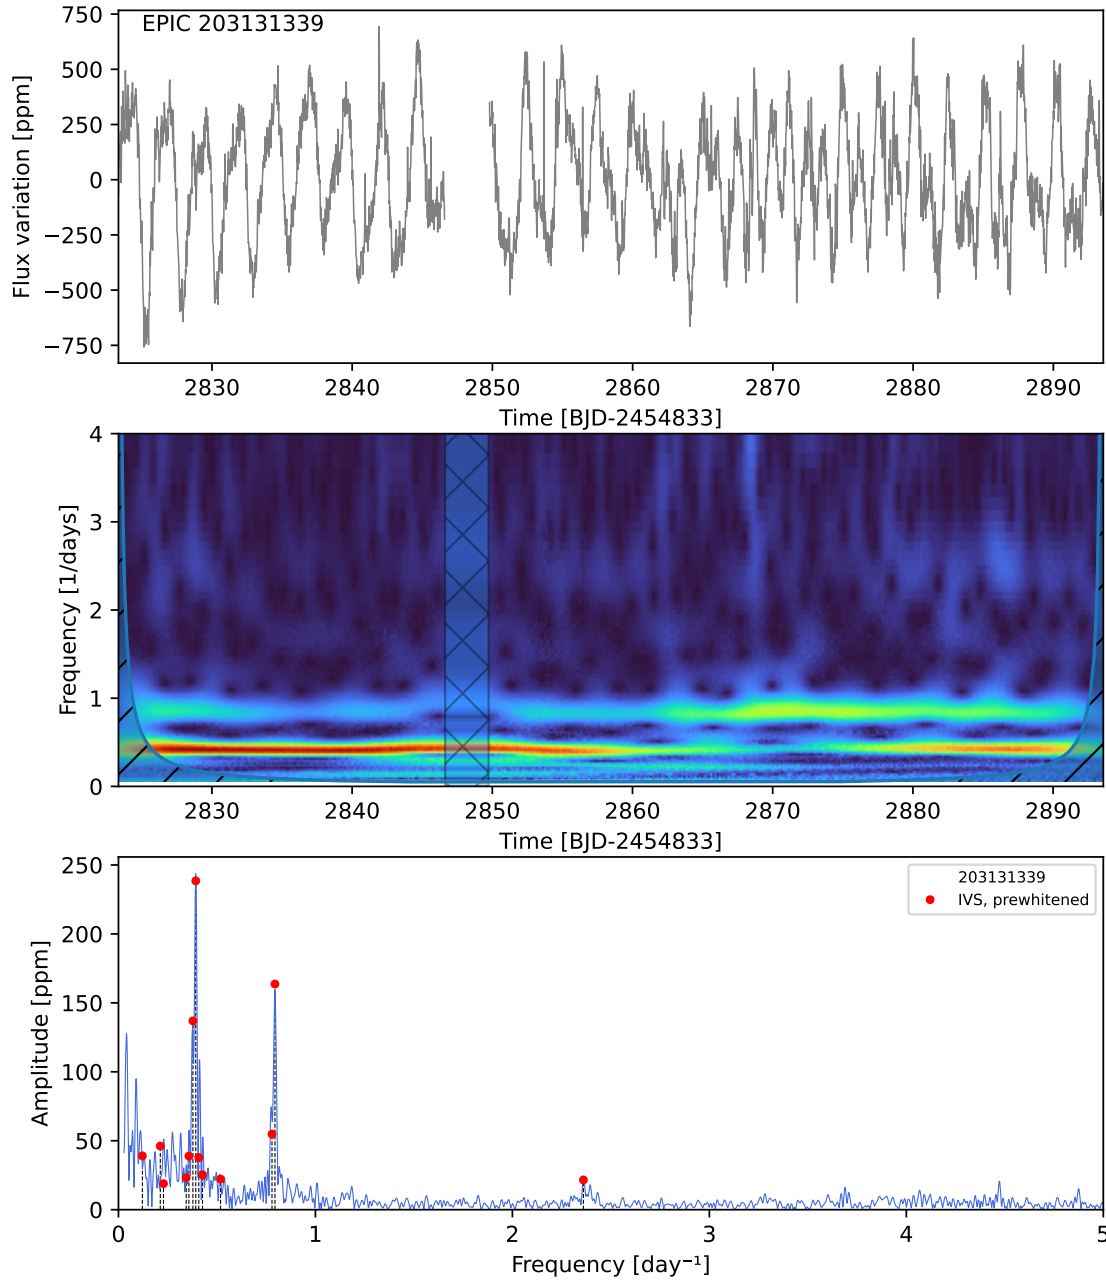 EPIC 203131339
750
500
250
0
−250
−500
−750
Flux variation [ppm]
2830 2840 2850 2860 2870 2880 2890
Time [BJD-2454833]
4
3
2
1
0
Frequency [1/days]
2830 2840 2850 2860 2870 2880 2890
Time [BJD-2454833]
250
200
150
100
50
0
Amplitude [ppm]
203131339
IVS, prewhitened
0 1 2 3 4 5
Frequency [day⁻¹]